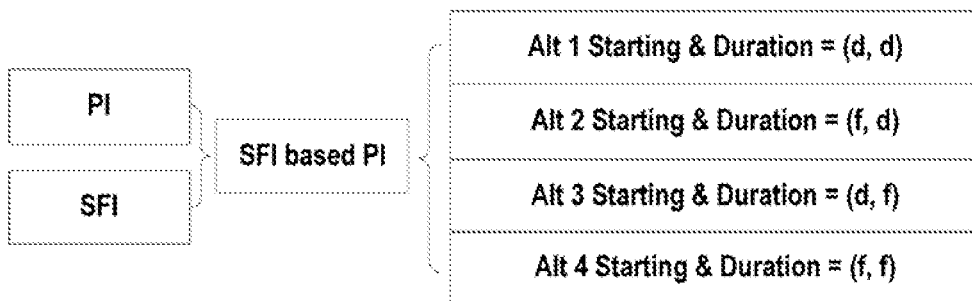 PI
SFI
SFI based PI
Alt 1 Starting & Duration = (d, d)
Alt 2 Starting & Duration = (f, d)
Alt 3 Starting & Duration = (d, f)
Alt 4 Starting & Duration = (f, f)